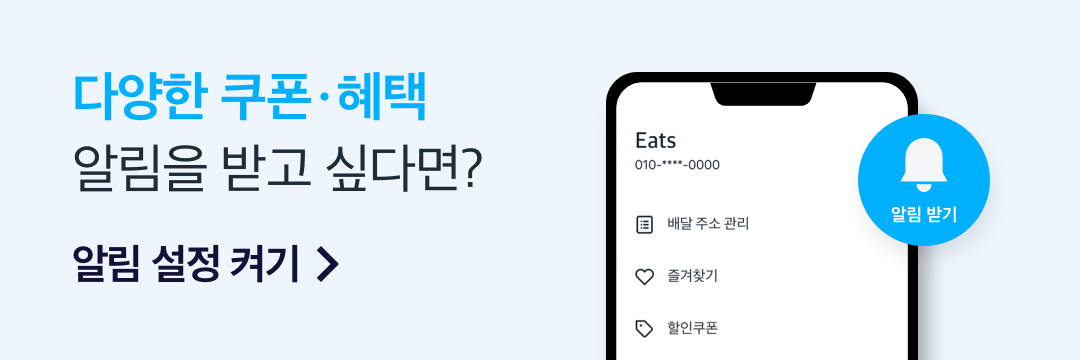 다양한 쿠폰·혜택
알림을 받고 싶다면?
알림 설정 켜기
Eats
010-****-0000
배달 주소 관리
즐겨찾기
할인쿠폰
알림 받기